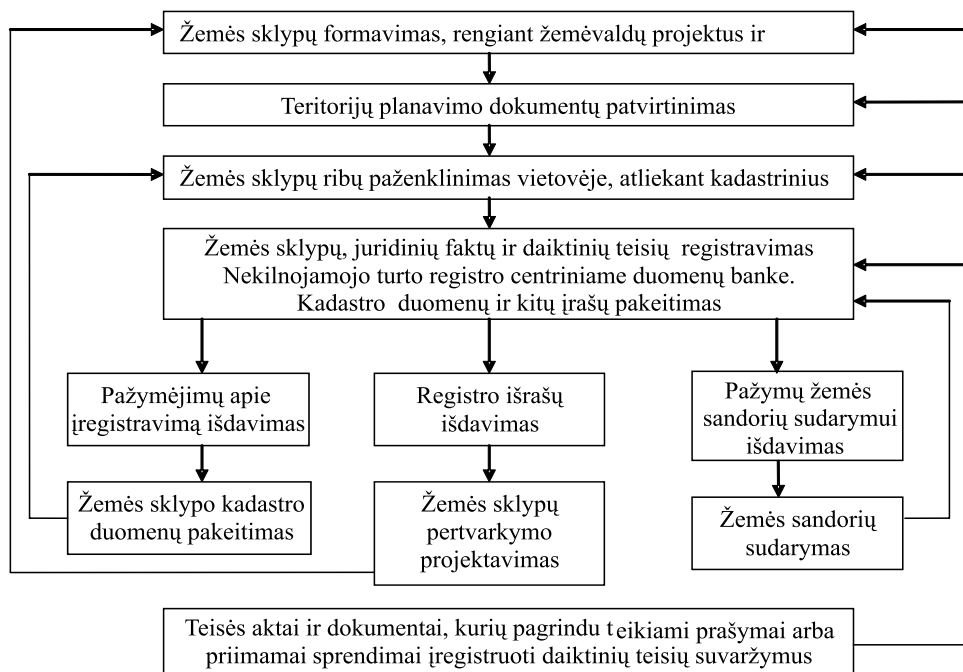 Žemės sklypų formavimas, rengiant žemėvaldų projektus ir
Teritorijų planavimo dokumentų patvirtinimas
Žemės sklypų ribų paženklinimas vietovėje, atliekant kadastrinius
Žemės sklypų, juridinių faktų ir daiktinių teisių registravimas
Nekilnojamojo turto registro centriniame duomenų banke.
Kadastro duomenų ir kitų įrašų pakeitimas
Pažymėjimų apie
įregistravimą išdavimas
Registro išrašų
išdavimas
Pažymų žemės
sandorių sudarymui
išdavimas
Žemės sklypo kadastro
duomenų pakeitimas
Žemės sklypų
pertvarkymo
projektavimas
Žemės sandorių
sudarymas
Teisės aktai ir dokumentai, kurių pagrindu teikiami prašymai arba
priimamai sprendimai įregistruoti daiktinių teisių suvaržymus